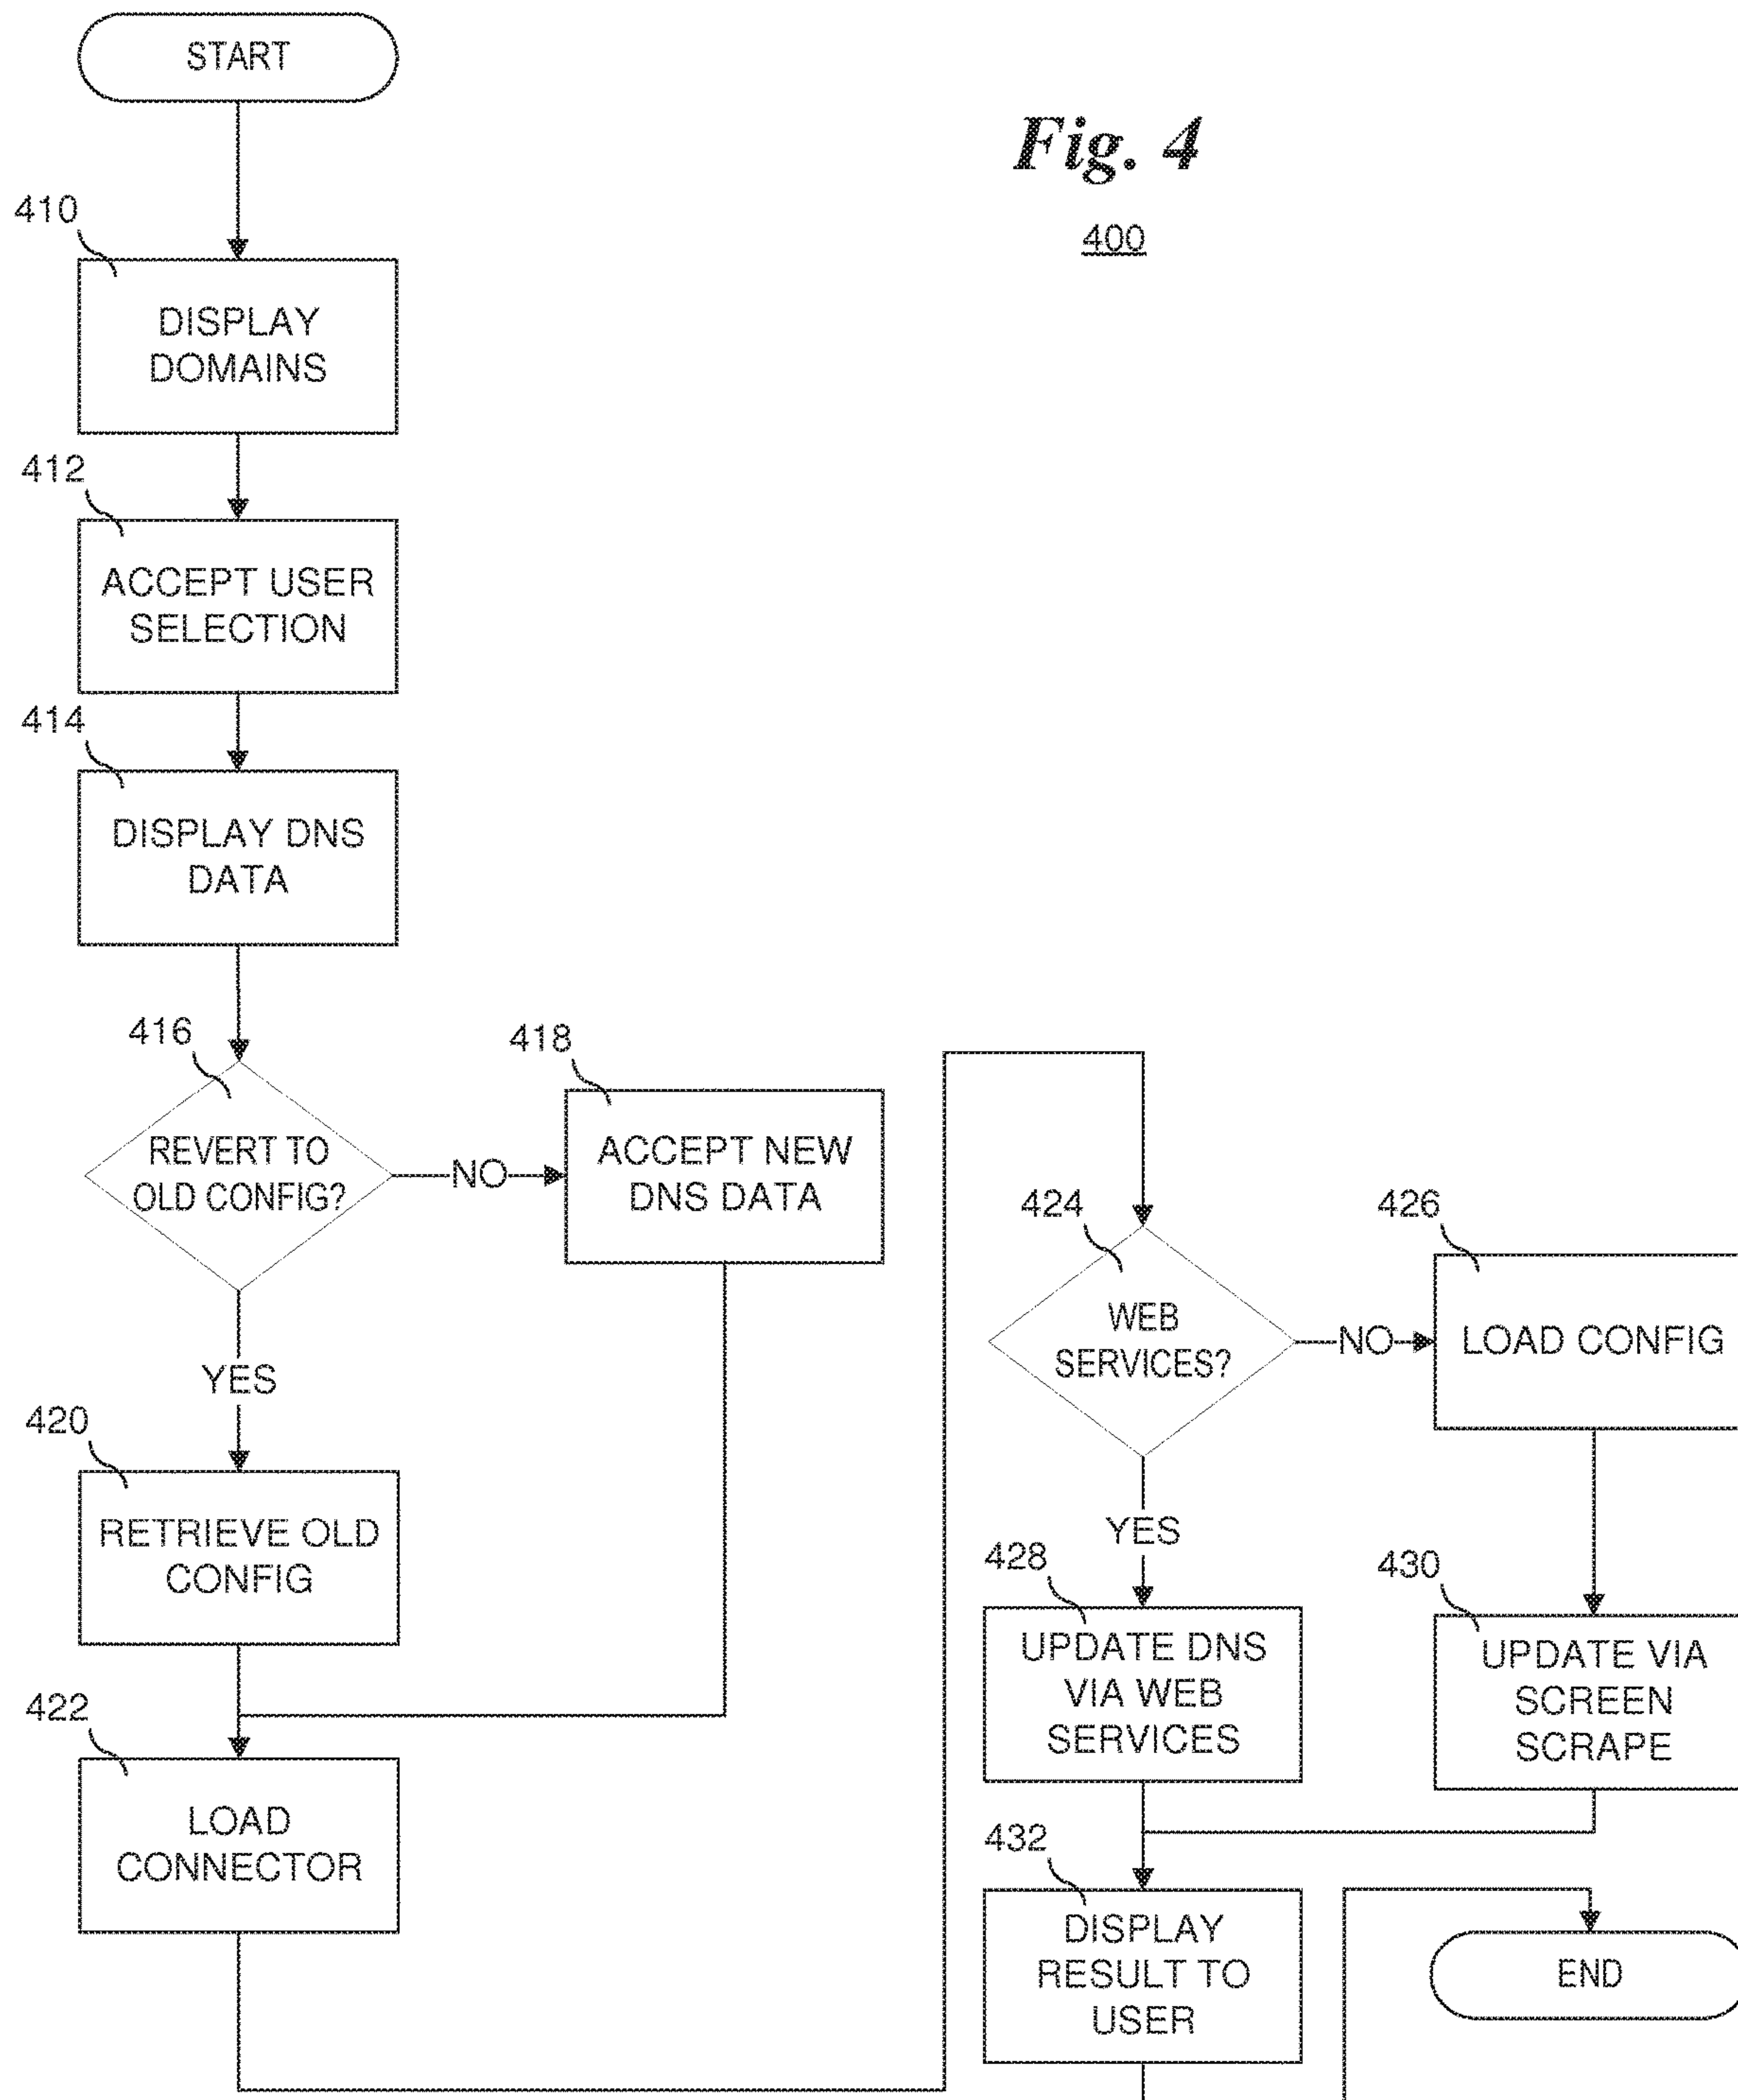 START
Fig. 4
400
410
DISPLAY
DOMAINS
412
ACCEPT USER
SELECTION
414
DISPLAY DNS
DATA
416
REVERT TO
OLD CONFIG?
NO
418
ACCEPT NEW
DNS DATA
YES
420
RETRIEVE OLD
CONFIG
422
LOAD
CONNECTOR
424
WEB
SERVICES?
NO
426
LOAD CONFIG
YES
428
UPDATE DNS
VIA WEB
SERVICES
430
UPDATE VIA
SCREEN
SCRAPE
432
DISPLAY
RESULT TO
USER
END